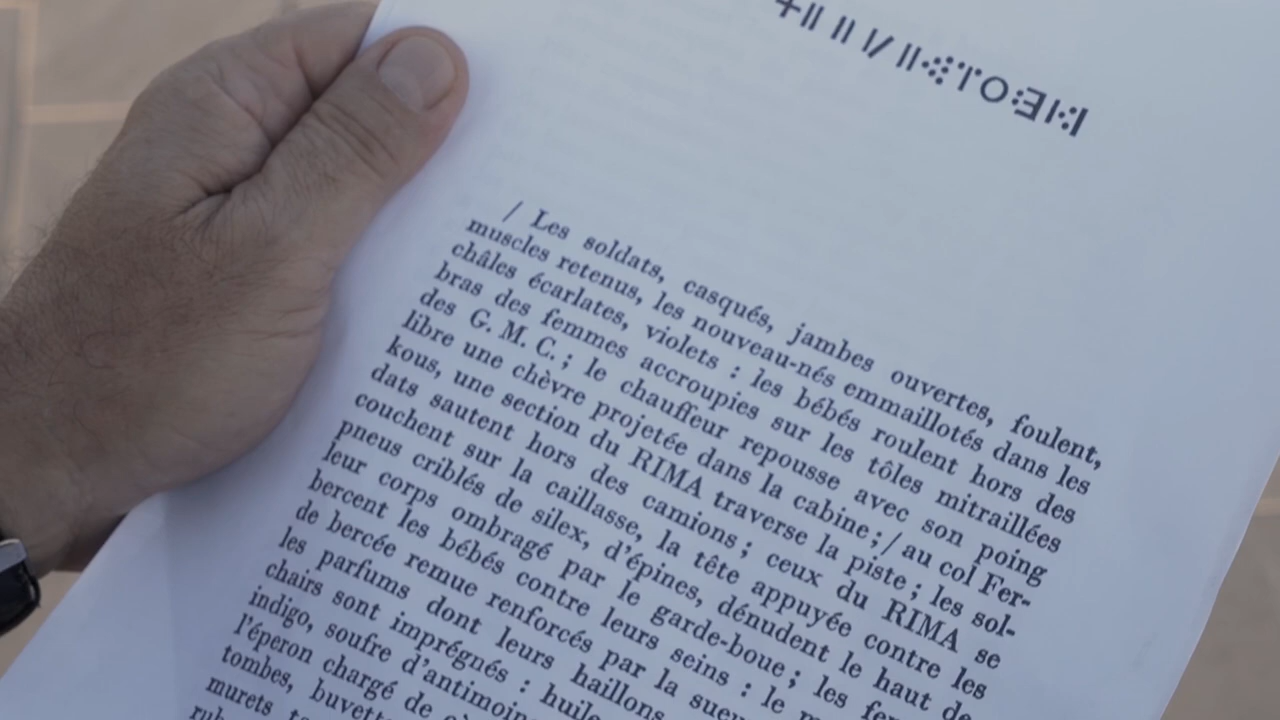 / Les soldats, casqués, jambes ouvertes, foulent,
muscles retenus, les nouveau-nés emmaillotés dans les
châles écarlates, violets : les bébés roulent hors des
bras des femmes accroupies sur les tôles mitraillées
des G. M. C. ; le chauffeur repousse avec son poing
libre une chèvre projetée dans la cabine ; / au col Fer-
kous, une section du RIMA traverse la piste ; les sol-
dats sautent hors des camions ; ceux du RIMA se
couchent sur la caillasse, la tête appuyée contre les
pneus criblés de silex, d'épines, dénudent le haut de
leur corps ombragé par le garde-boue ; les
bercent les bébés contre leurs seins : le
de bercée remue renforcés par la
les parfums dont leurs haillons
chairs sont imprégnés : huile
indigo, soufre d'antimoin
l'éperon chargé de
tombes, buvett
murets